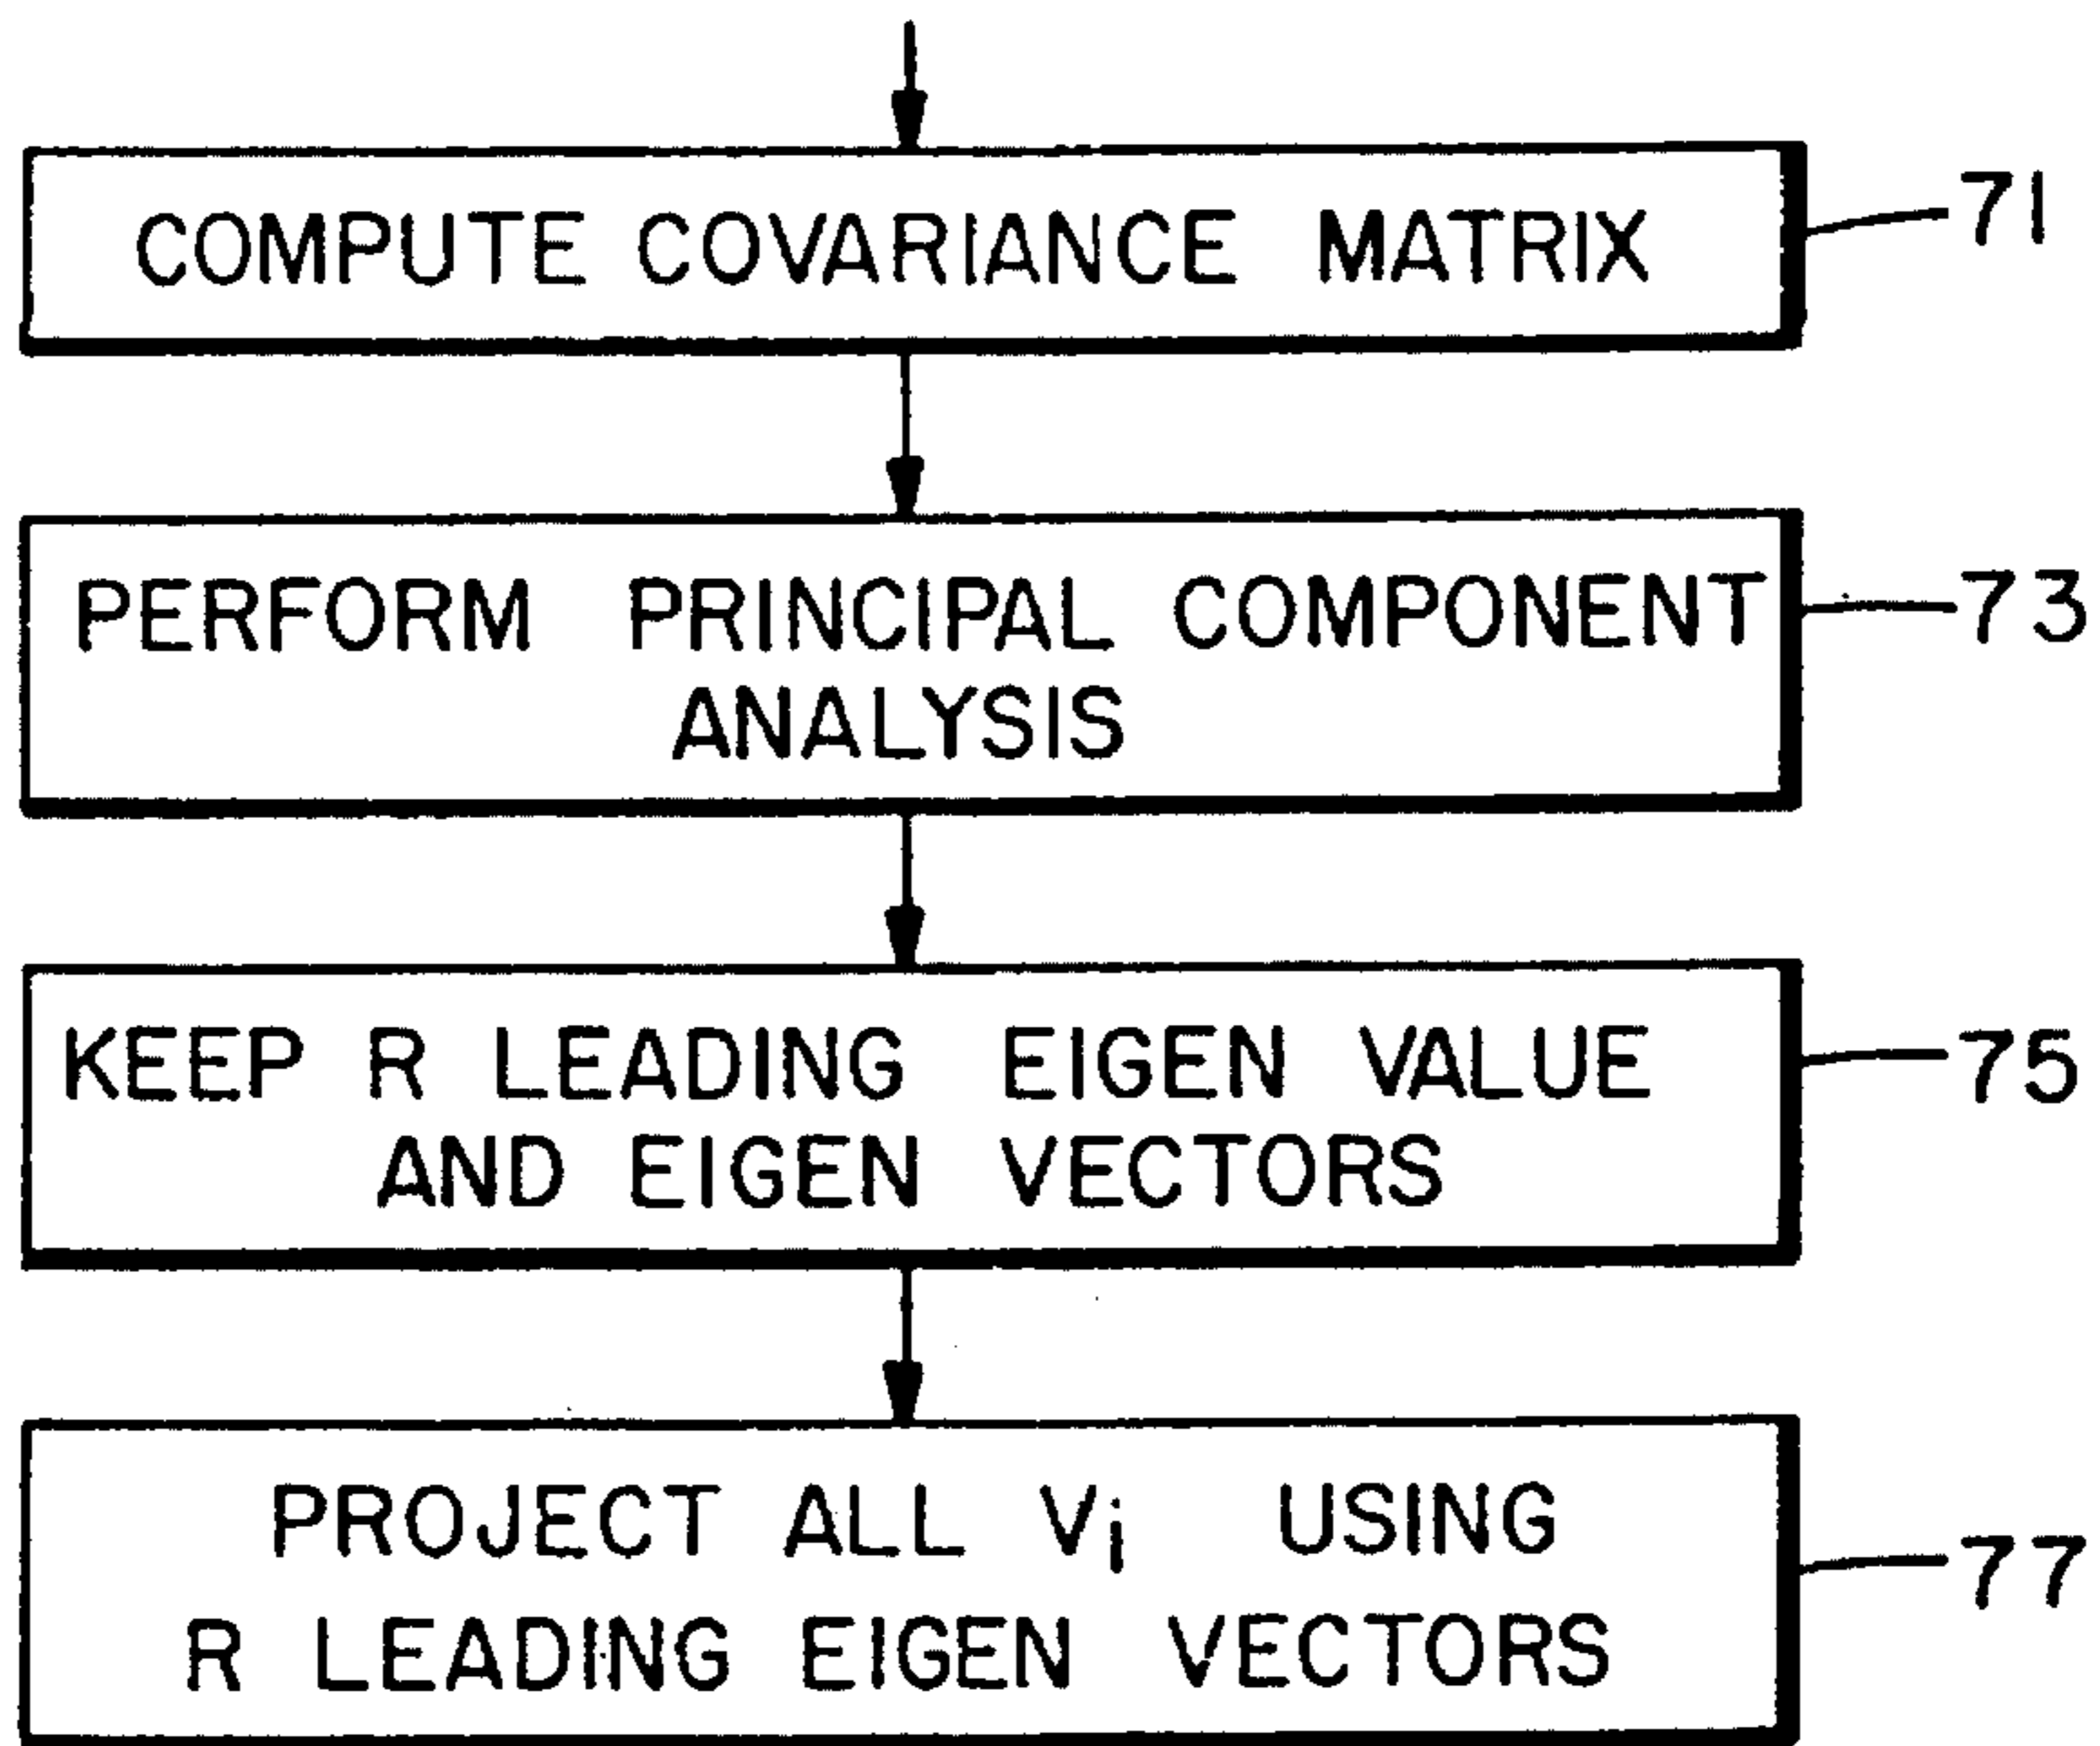 COMPUTE COVARIANCE MATRIX
71
PERFORM PRINCIPAL COMPONENT
ANALYSIS
73
KEEP R LEADING EIGEN VALUE
AND EIGEN VECTORS
75
PROJECT ALL Vi USING
R LEADING EIGEN VECTORS
77